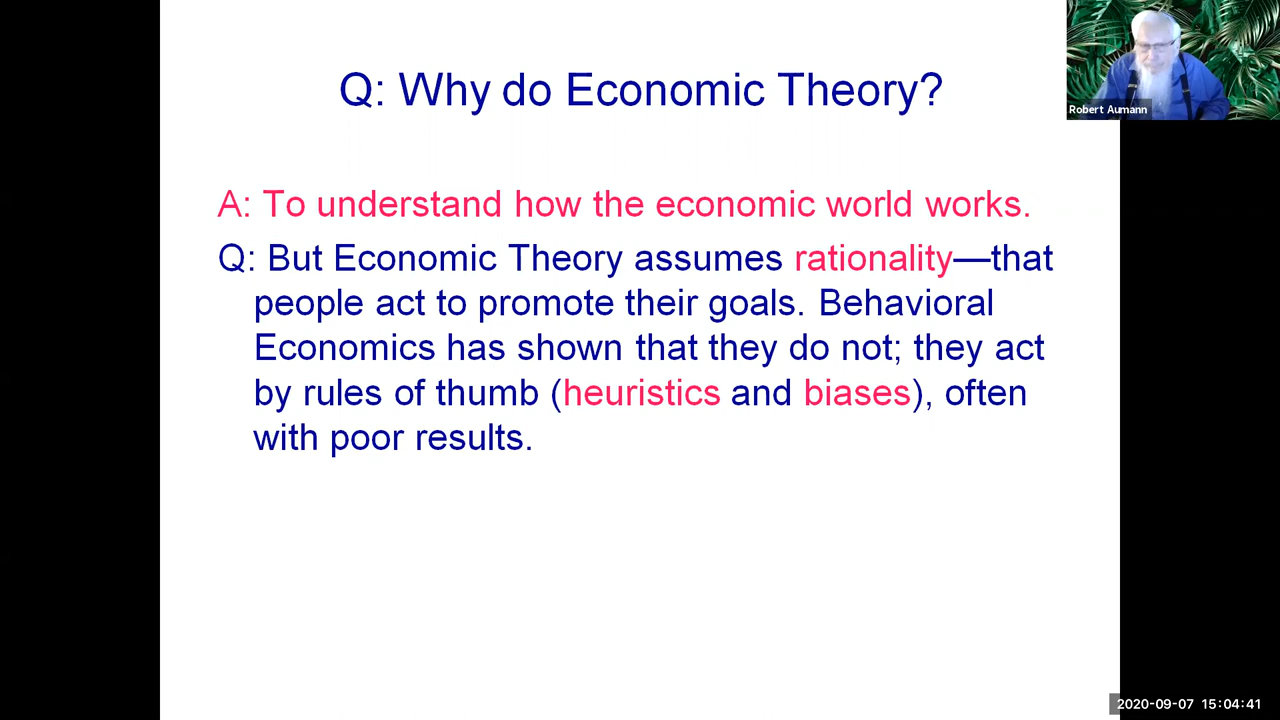 Q: Why do Economic Theory?
Robert Aumann
A: To understand how the economic world works.
Q: But Economic Theory assumes rationality—that
people act to promote their goals. Behavioral
Economics has shown that they do not; they act
by rules of thumb (heuristics and biases), often
with poor results.
2020-09-07 15:04:41